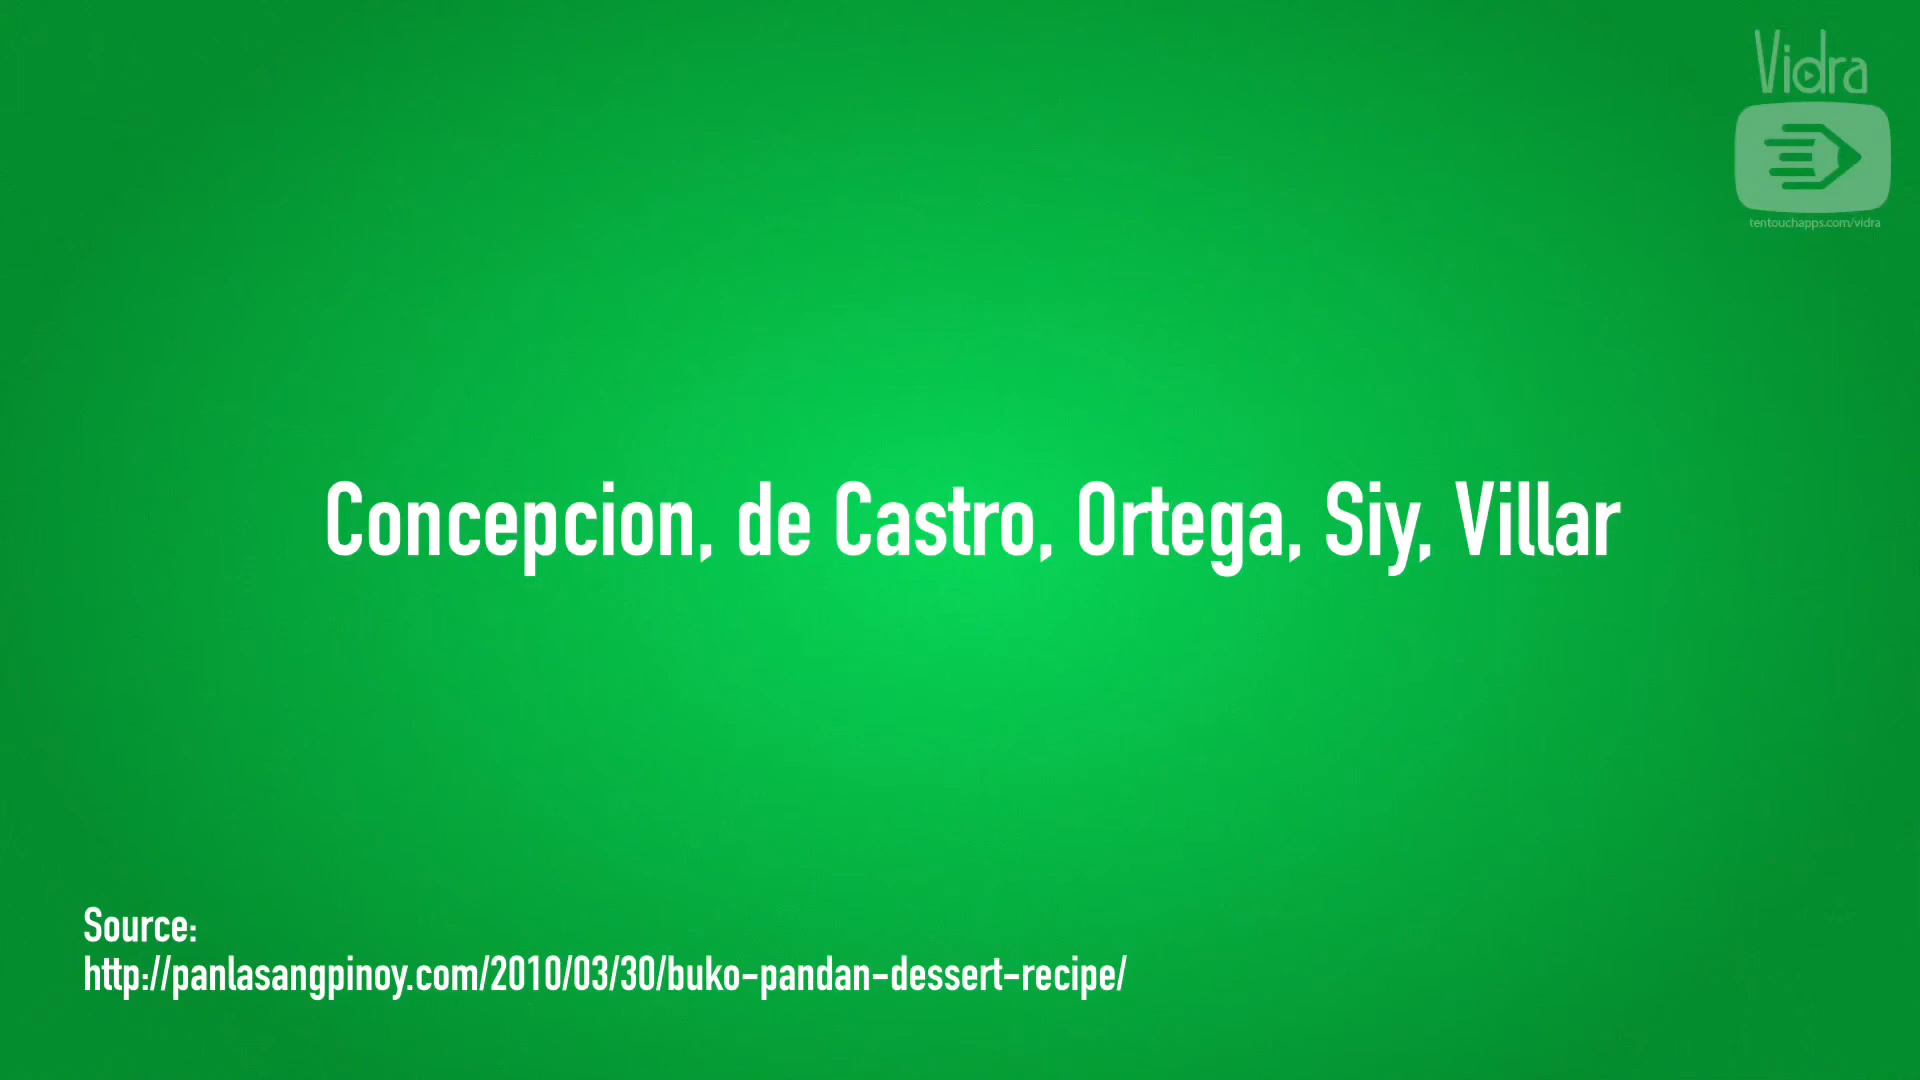 Vidra
tentouchapps.com/vidra
Concepcion, de Castro, Ortega, Siy, Villar
Source:
http://panlasangpinoy.com/2010/03/30/buko-pandan-dessert-recipe/